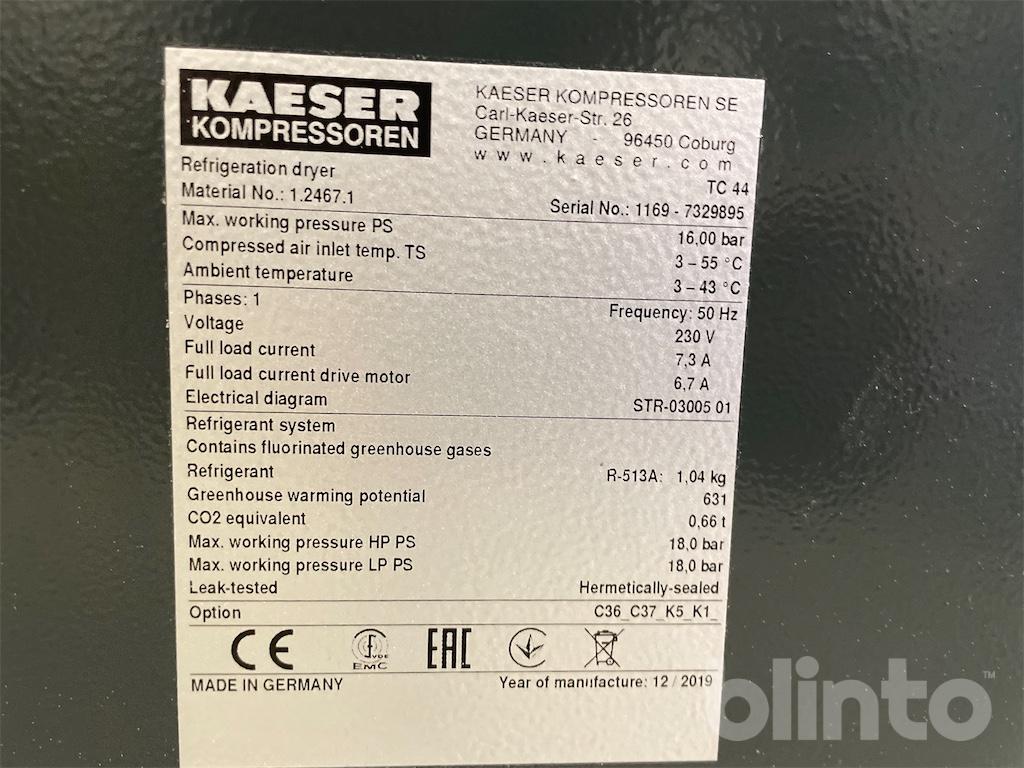 KAESER
KOMPRESSOREN
KAESER KOMPRESSOREN SE
Carl-Kaeser-Str. 26
GERMANY - 96450 Coburg
www.kaeser.com
Refrigeration dryer TC 44
Material No.: 1.2467.1 Serial No.: 1169 - 7329895
Max. working pressure PS 16,00 bar
Compressed air inlet temp. TS 3 – 55 °C
Ambient temperature 3 – 43 °C
Phases: 1 Frequency: 50 Hz
Voltage 230 V
Full load current 7,3 A
Full load current drive motor 6,7 A
Electrical diagram STR-03005 01
Refrigerant system
Contains fluorinated greenhouse gases
Refrigerant R-513A: 1,04 kg
Greenhouse warming potential 631
CO2 equivalent 0,66 t
Max. working pressure HP PS 18,0 bar
Max. working pressure LP PS 18,0 bar
Leak-tested Hermetically-sealed
Option C36_C37_K5_K1_
CE VDE EMC EAC
MADE IN GERMANY Year of manufacture: 12 / 2019
blinto™